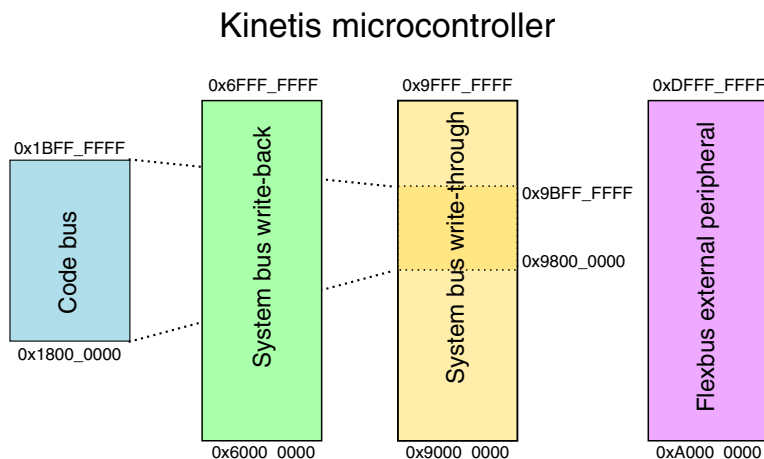 Kinetis microcontroller
0x6FFF_FFFF
0x9FFF_FFFF
0xDFFF_FFFF
0x1BFF_FFFF
0x9BFF_FFFF
Code bus
System bus write-back
System bus write-through
Flexbus external peripheral
0x9800_0000
0x1800_0000
0x6000_0000
0x9000_0000
0xA000_0000